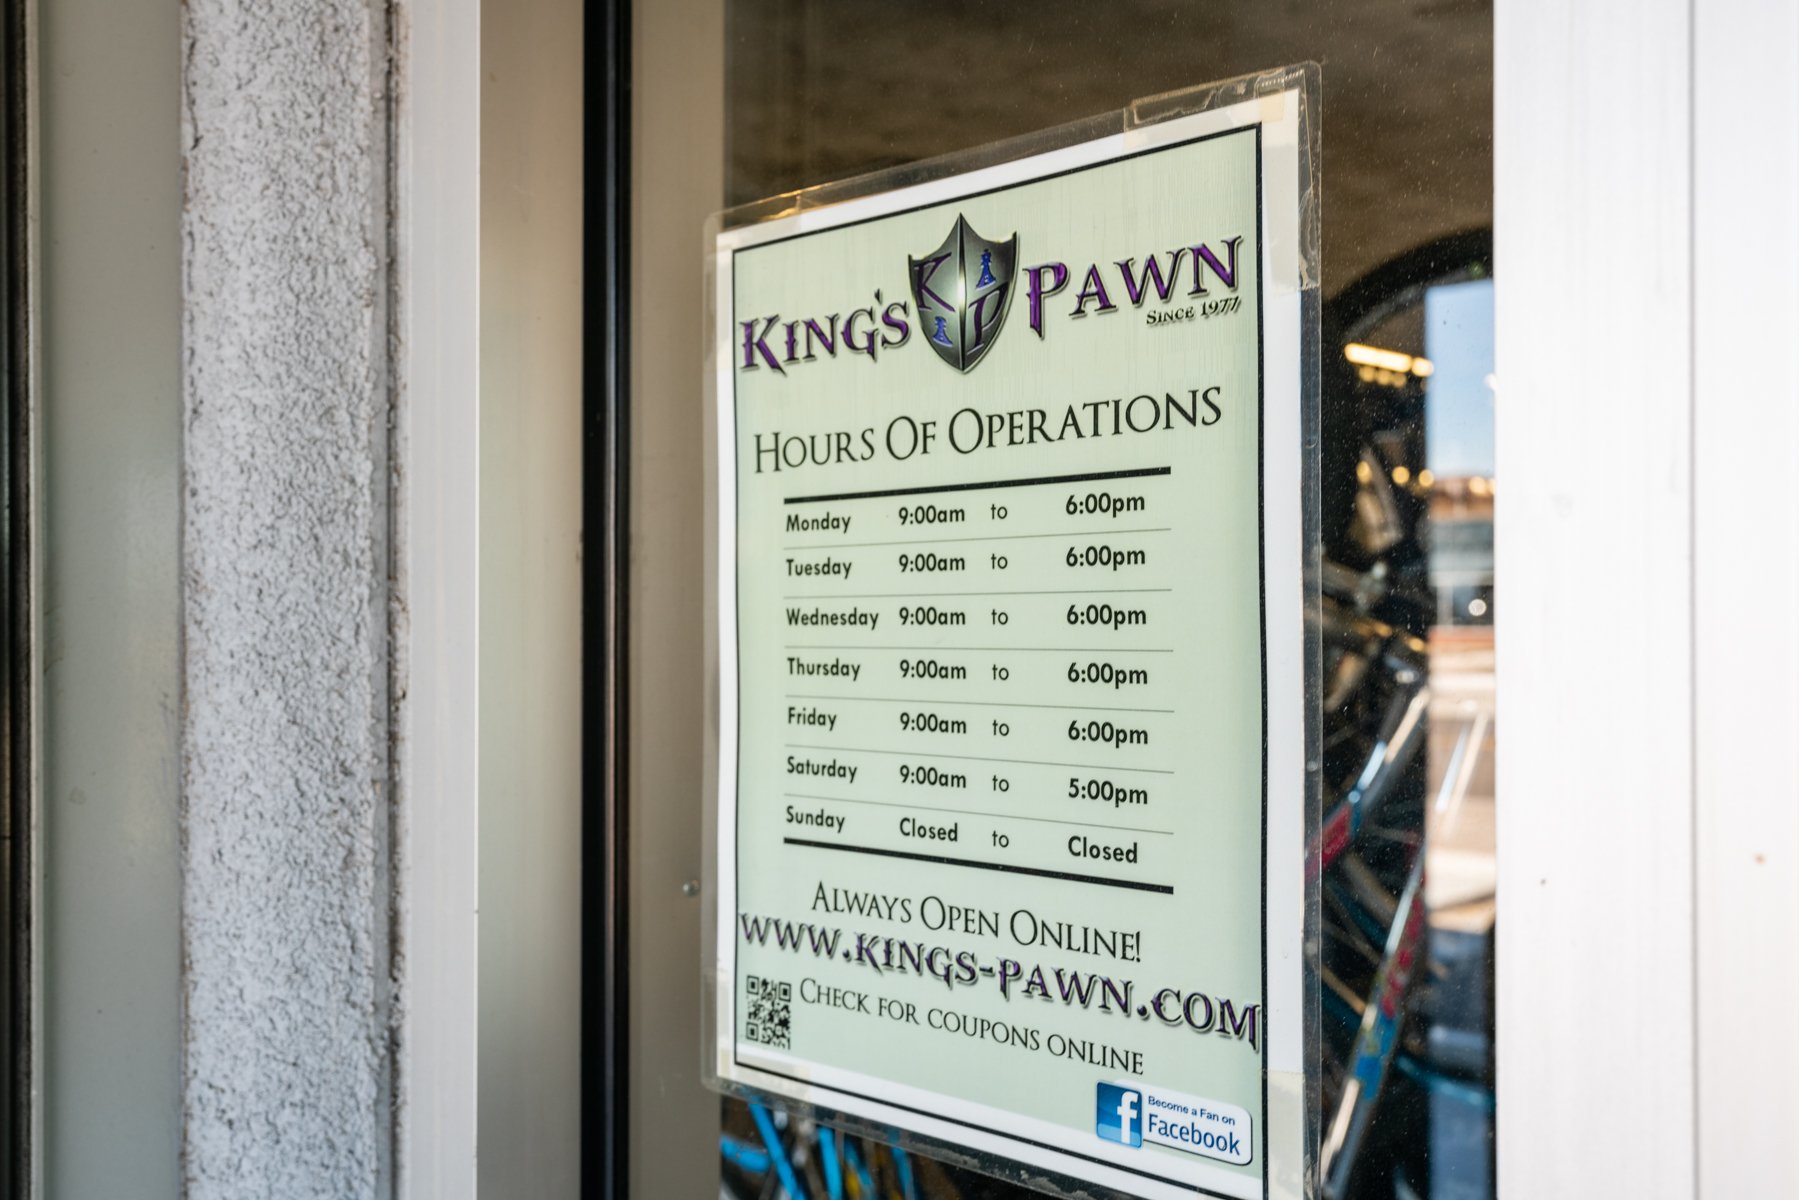 KING'S K P PAWN
SINCE 1977
HOURS OF OPERATIONS
Monday 9:00am to 6:00pm
Tuesday 9:00am to 6:00pm
Wednesday 9:00am to 6:00pm
Thursday 9:00am to 6:00pm
Friday 9:00am to 6:00pm
Saturday 9:00am to 5:00pm
Sunday Closed to Closed
ALWAYS OPEN ONLINE!
WWW.KINGS-PAWN.COM
CHECK FOR COUPONS ONLINE
f Become a Fan on
Facebook